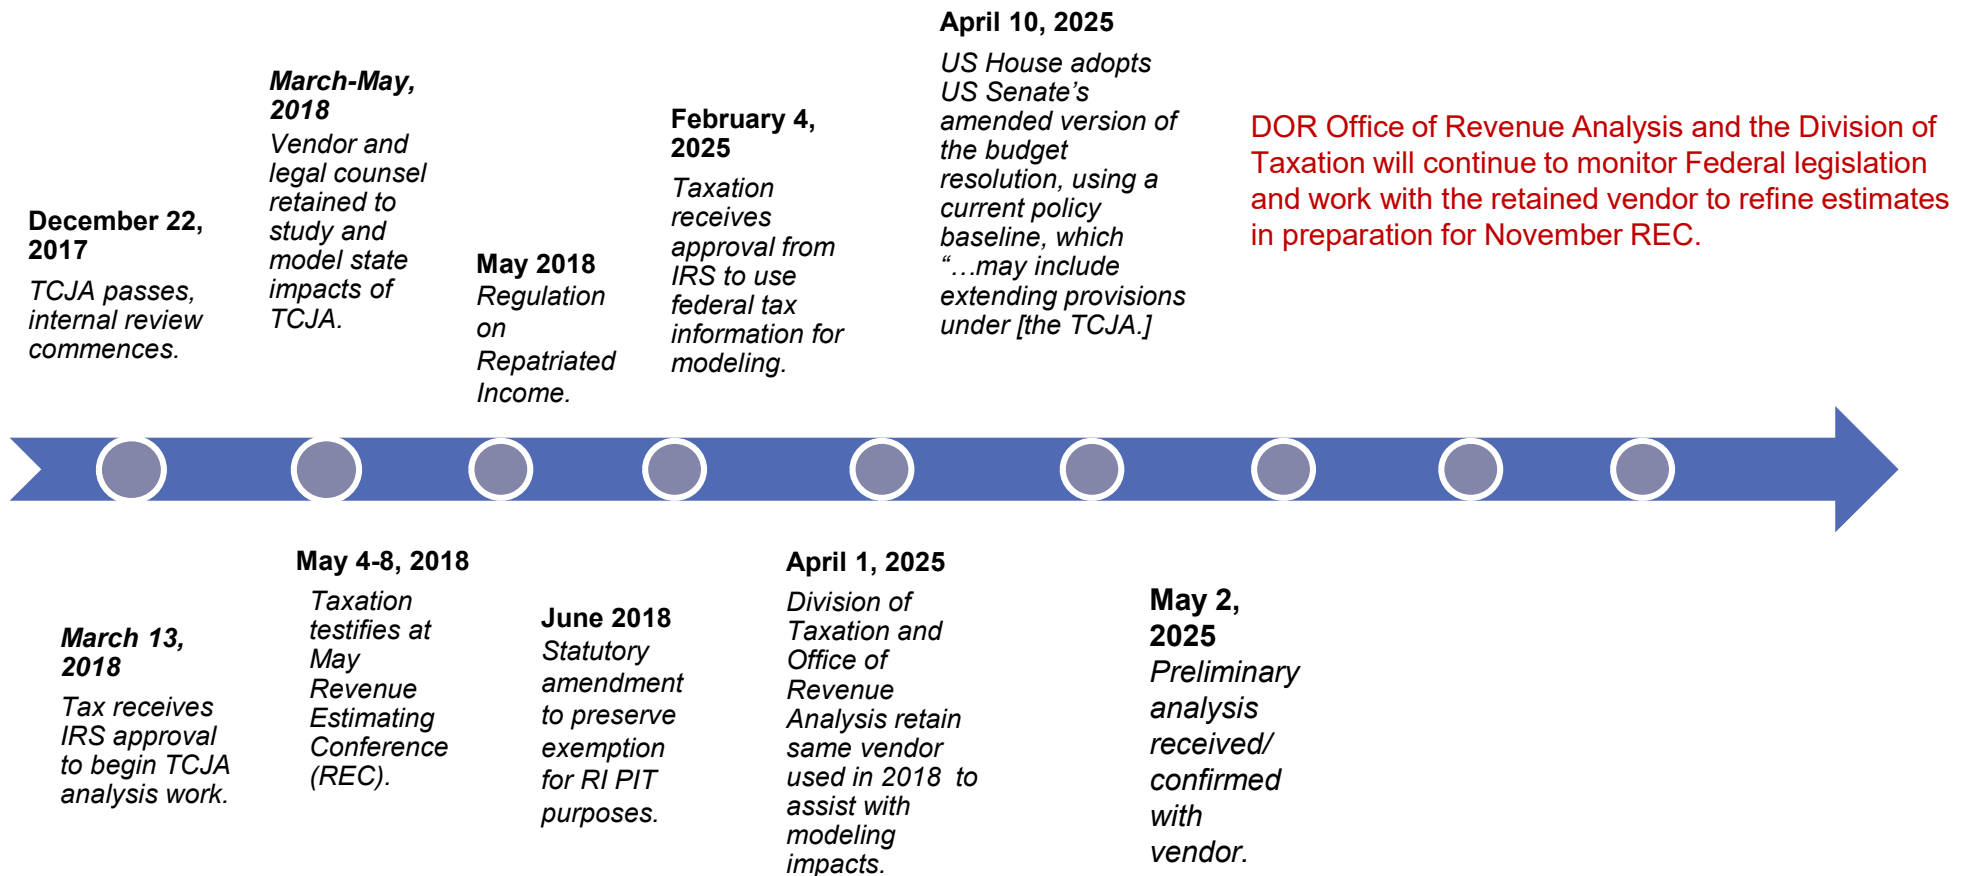 December 22,
2017
TCJA passes,
internal review
commences.
March-May,
2018
Vendor and
legal counsel
retained to
study and
model state
impacts of
TCJA.
May 2018
Regulation
on
Repatriated
Income.
February 4,
2025
Taxation
receives
approval from
IRS to use
federal tax
information for
modeling.
April 10, 2025
US House adopts
US Senate’s
amended version of
the budget
resolution, using a
current policy
baseline, which
“…may include
extending provisions
under [the TCJA.]
DOR Office of Revenue Analysis and the Division of
Taxation will continue to monitor Federal legislation
and work with the retained vendor to refine estimates
in preparation for November REC.
March 13,
2018
Tax receives
IRS approval
to begin TCJA
analysis work.
May 4-8, 2018
Taxation
testifies at
May
Revenue
Estimating
Conference
(REC).
June 2018
Statutory
amendment
to preserve
exemption
for RI PIT
purposes.
April 1, 2025
Division of
Taxation and
Office of
Revenue
Analysis retain
same vendor
used in 2018 to
assist with
modeling
impacts.
May 2,
2025
Preliminary
analysis
received/
confirmed
with
vendor.